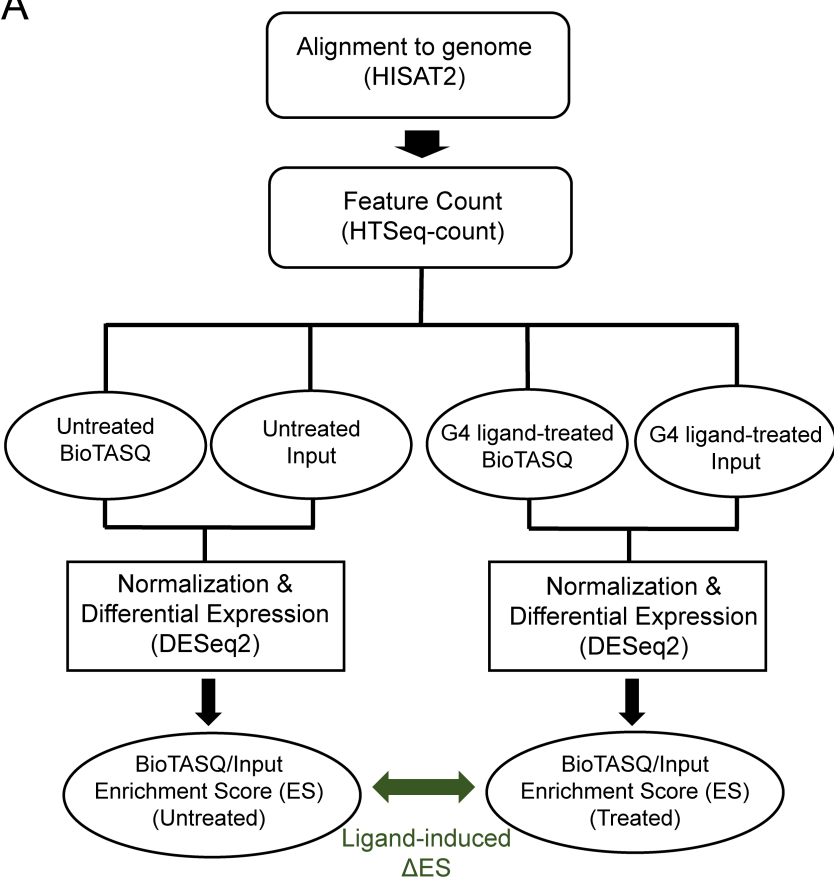 A
Alignment to genome
(HISAT2)
Feature Count
(HTSeq-count)
Untreated
BioTASQ
Untreated
Input
G4 ligand-treated
BioTASQ
G4 ligand-treated
Input
Normalization &
Differential Expression
(DESeq2)
Normalization &
Differential Expression
(DESeq2)
BioTASQ/Input
Enrichment Score (ES)
(Untreated)
BioTASQ/Input
Enrichment Score (ES)
(Treated)
Ligand-induced
ΔES